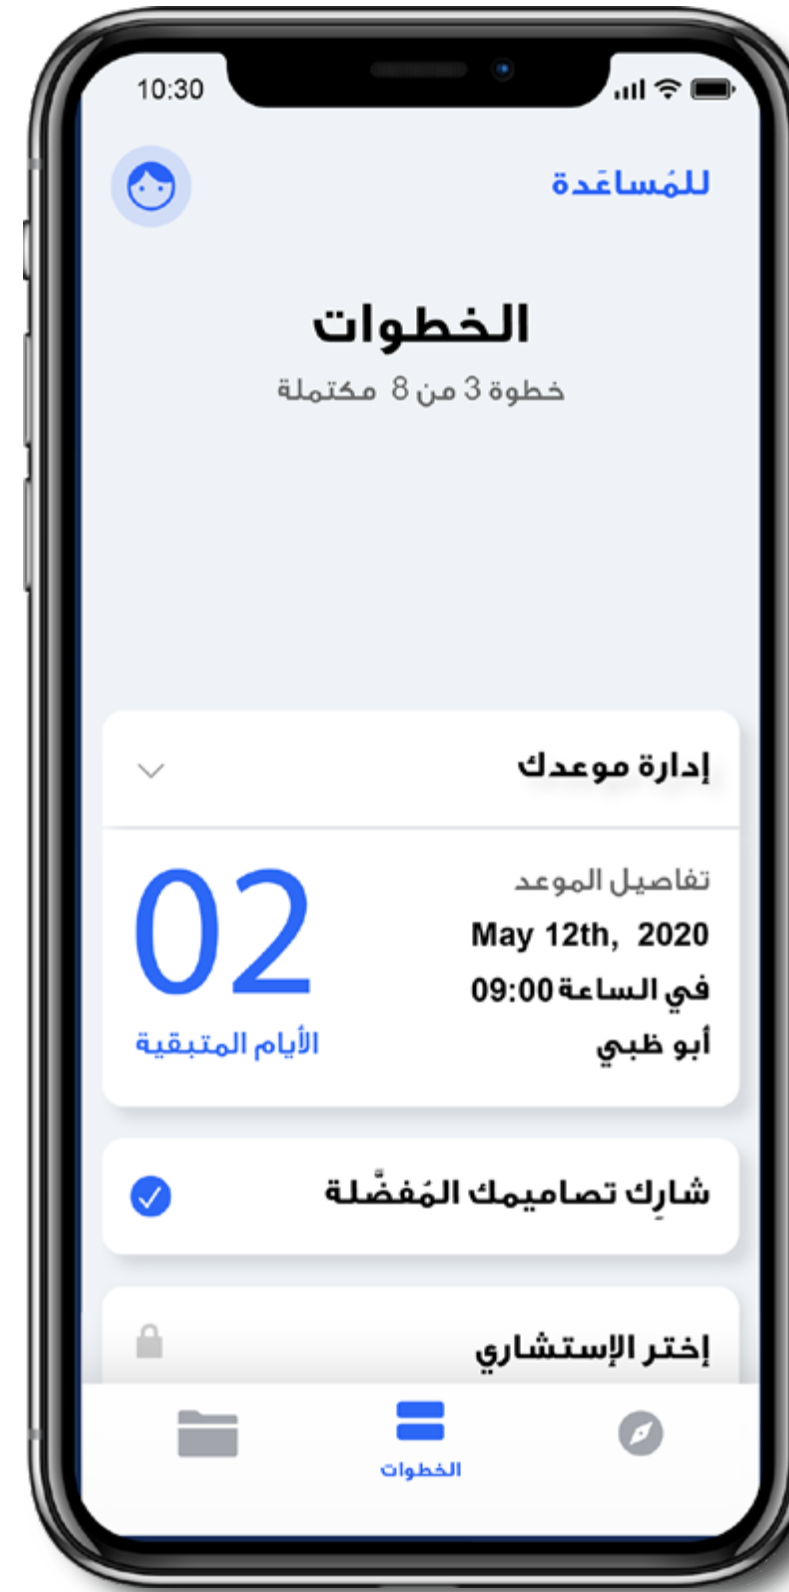 10:30
للمُساعَدة
الخطوات
خطوة 3 من 8 مكتملة
إدارة موعدك
تفاصيل الموعد
May 12th, 2020
في الساعة 09:00
أبو ظبي
02
الأيام المتبقية
شارِك تصاميمك المُفضَّلة
إختر الإستشاري
الخطوات